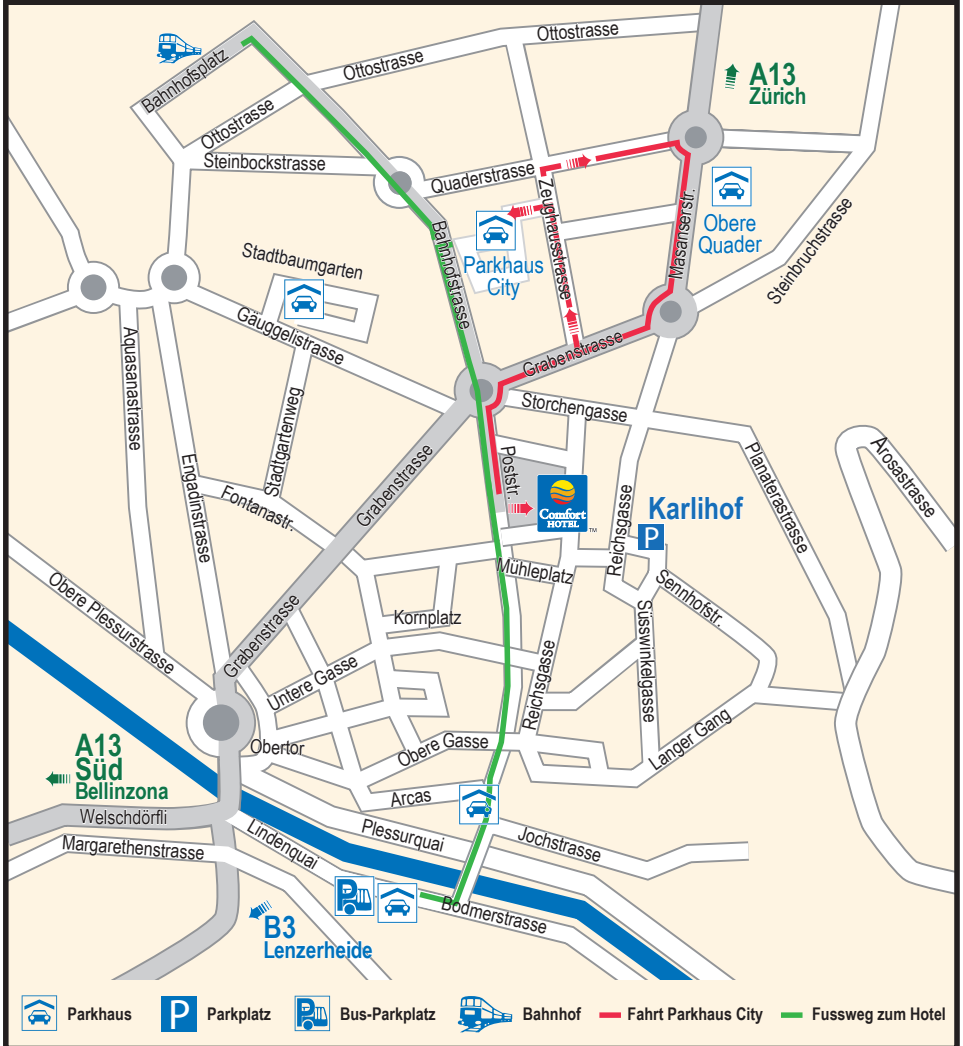 Ottostrasse
Ottostrasse
Bahnhofsplatz
A13
Zürich
Ottostrasse
Steinbockstrasse
Quaderstrasse
Zeughausstrasse
Masanserstr.
Obere
Quader
Steinbruchstrasse
Bahnhofstrasse
Parkhaus
City
Stadtbaumgarten
Gäuggelistrasse
Aquasanastrasse
Grabenstrasse
Storchengasse
Stadtgartenweg
Engadinstrasse
Fontanastr.
Grabenstrasse
Poststr.
Comfort
HOTEL
TM
Reichsgasse
Karlihof
P
Planaterastrasse
Arosastrasse
Mühleplatz
Sennhofstr.
Süsswinkelgasse
Kornplatz
Obere Plessurstrasse
Grabenstrasse
Untere Gasse
Reichsgasse
Obertor
Obere Gasse
Langer Gang
A13
Süd
Bellinzona
Arcas
Welschdörfli
Plessurquai
Jochstrasse
Lindenquai
Margarethenstrasse
P
Bodmerstrasse
B3
Lenzerheide
Parkhaus
P
Parkplatz
P
Bus-Parkplatz
Bahnhof
Fahrt Parkhaus City
Fussweg zum Hotel